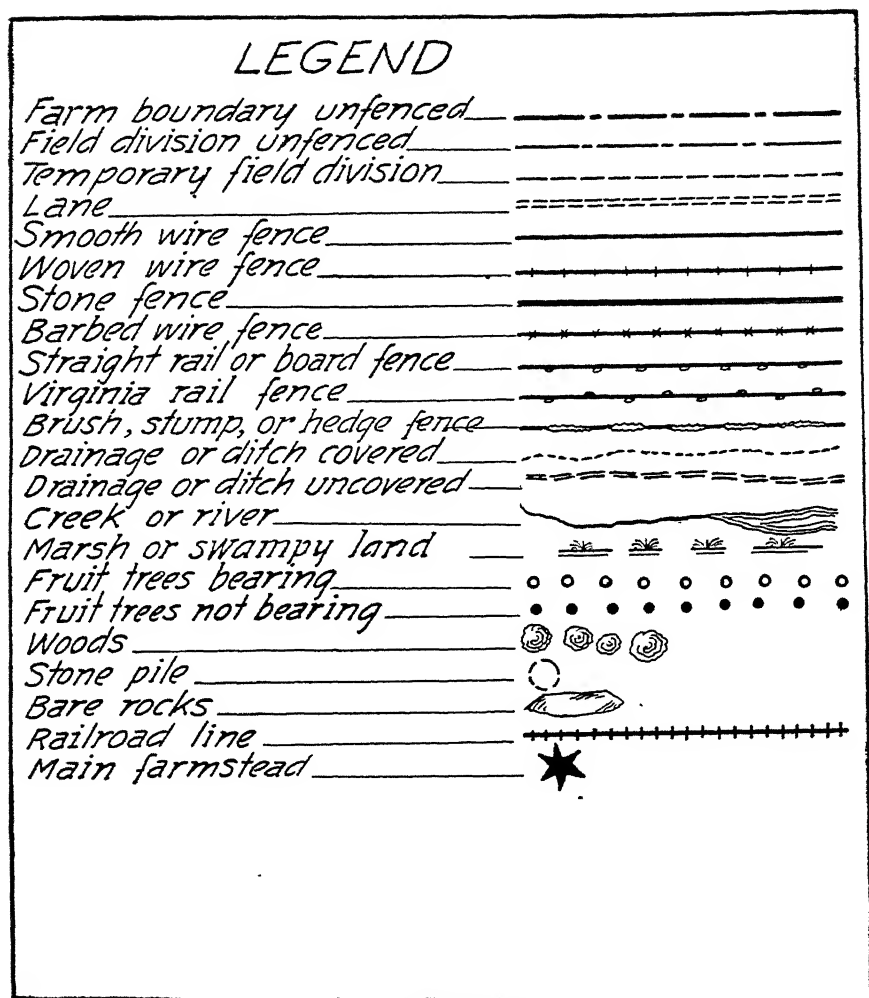 LEGEND
Farm boundary unfenced
Field division unfenced
Temporary field division
Lane
Smooth wire fence
Woven wire fence
Stone fence
Barbed wire fence
Straight rail or board fence
Virginia rail fence
Brush, stump, or hedge fence
Drainage or ditch covered
Drainage or ditch uncovered
Creek or river
Marsh or swampy land
Fruit trees bearing
Fruit trees not bearing
Woods
Stone pile
Bare rocks
Railroad line
Main farmstead